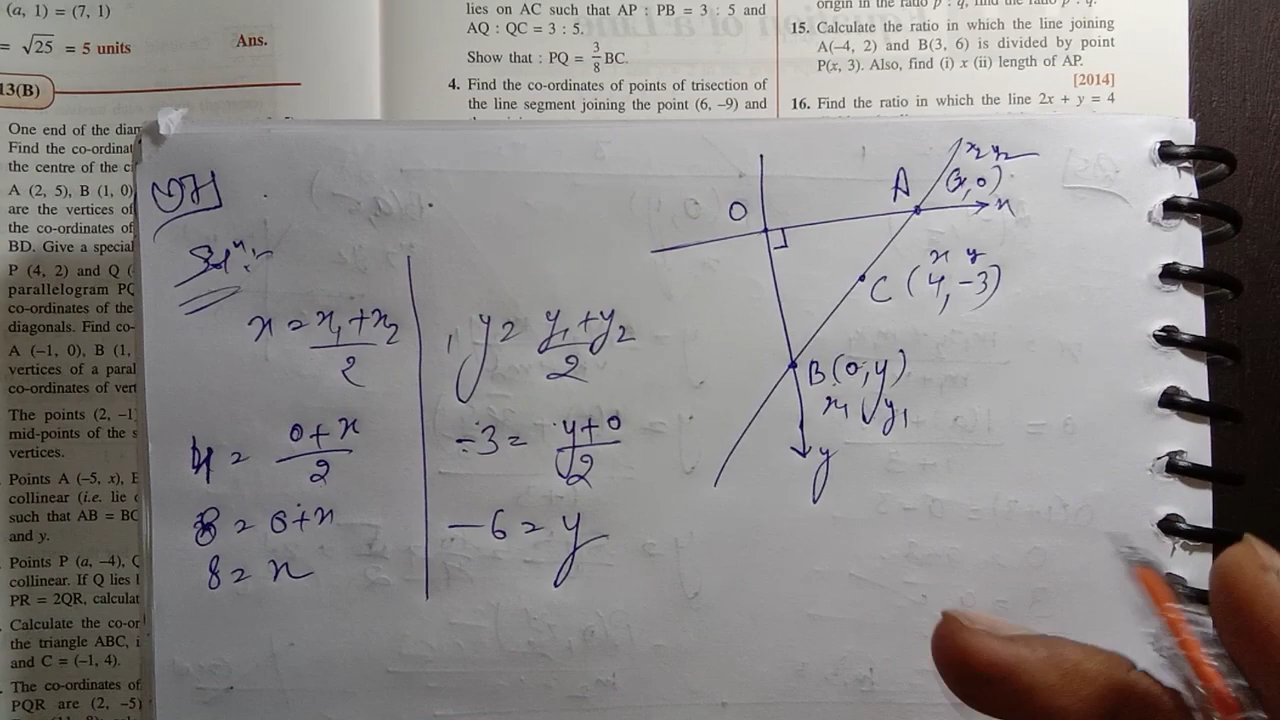 (a, 1) = (7, 1)
= √25 = 5 units Ans.
13(B)
One end of the diam
Find the co-ordinat
the centre of the c
A (2, 5), B (1, 0)
are the vertices of
the co-ordinates of
BD. Give a special
P (4, 2) and Q (
parallelogram PQ
co-ordinates of the
diagonals. Find co-
A (−1, 0), B (1,
vertices of a paral
co-ordinates of vert
The points (2, −1
mid-points of the s
vertices.
Points A (−5, x), B
collinear (i.e. lie
such that AB = BC
and y.
Points P (a, −4), Q
collinear. If Q lies
PR = 2QR, calculat
Calculate the co-or
the triangle ABC, i
and C = (−1, 4).
The co-ordinates of
PQR are (2, −5)
lies on AC such that AP : PB = 3 : 5 and
AQ : QC = 3 : 5.
Show that : PQ = 3/8 BC.
4. Find the co-ordinates of points of trisection of
the line segment joining the point (6, −9) and
origin in the ratio p : q, find the ratio p : q.
15. Calculate the ratio in which the line joining
A(−4, 2) and B(3, 6) is divided by point
P(x, 3). Also, find (i) x (ii) length of AP.
[2014]
16. Find the ratio in which the line 2x + y = 4
Solⁿ:
x = x₁ + x₂ / 2
4 = 0 + x / 2
8 = 0 + x
8 = x
y = y₁ + y₂ / 2
−3 = y + 0 / 2
−6 = y
x₂ y₂
O A (x, 0) x
x y
C (4, −3)
B (0, y)
x₁ y₁
y